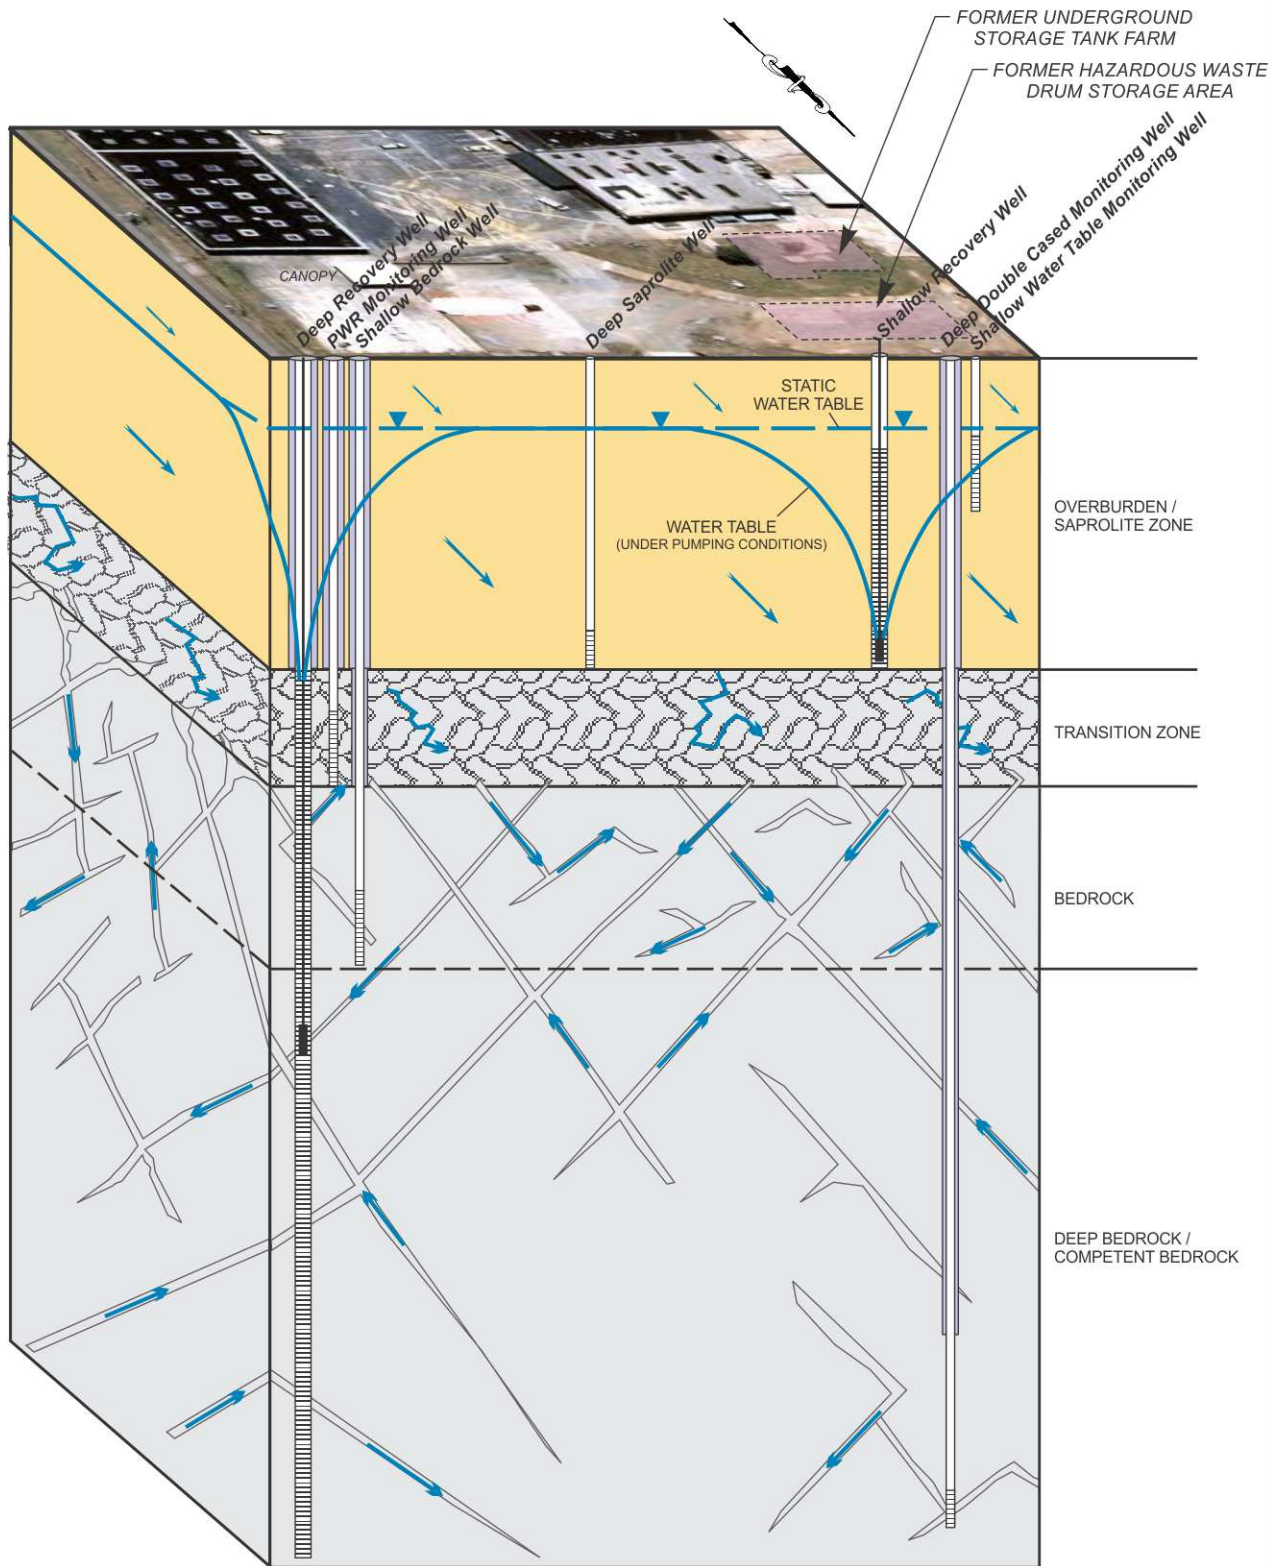 FORMER UNDERGROUND
STORAGE TANK FARM
FORMER HAZARDOUS WASTE
DRUM STORAGE AREA
CANOPY
Deep Recovery Well
PWR Monitoring Well
Shallow Bedrock Well
Deep Saprolite Well
Shallow Recovery Well
Deep Double Cased Monitoring Well
Shallow Water Table Monitoring Well
STATIC
WATER TABLE
WATER TABLE
(UNDER PUMPING CONDITIONS)
OVERBURDEN /
SAPROLITE ZONE
TRANSITION ZONE
BEDROCK
DEEP BEDROCK /
COMPETENT BEDROCK